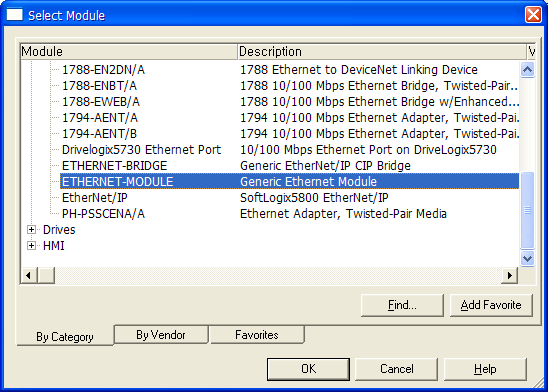 Select Module
Module Description V
1788-EN2DN/A 1788 Ethernet to DeviceNet Linking Device
1788-ENBT/A 1788 10/100 Mbps Ethernet Bridge, Twisted-Pair...
1788-EWEB/A 1788 10/100 Mbps Ethernet Bridge w/Enhanced...
1794-AENT/A 1794 10/100 Mbps Ethernet Adapter, Twisted-Pai...
1794-AENT/B 1794 10/100 Mbps Ethernet Adapter, Twisted-Pai...
Drivelogix5730 Ethernet Port 10/100 Mbps Ethernet Port on DriveLogix5730
ETHERNET-BRIDGE Generic EtherNet/IP CIP Bridge
ETHERNET-MODULE Generic Ethernet Module
EtherNet/IP SoftLogix5800 EtherNet/IP
PH-PSSCENA/A Ethernet Adapter, Twisted-Pair Media
Drives
HMI
Find... Add Favorite
By Category By Vendor Favorites
OK Cancel Help